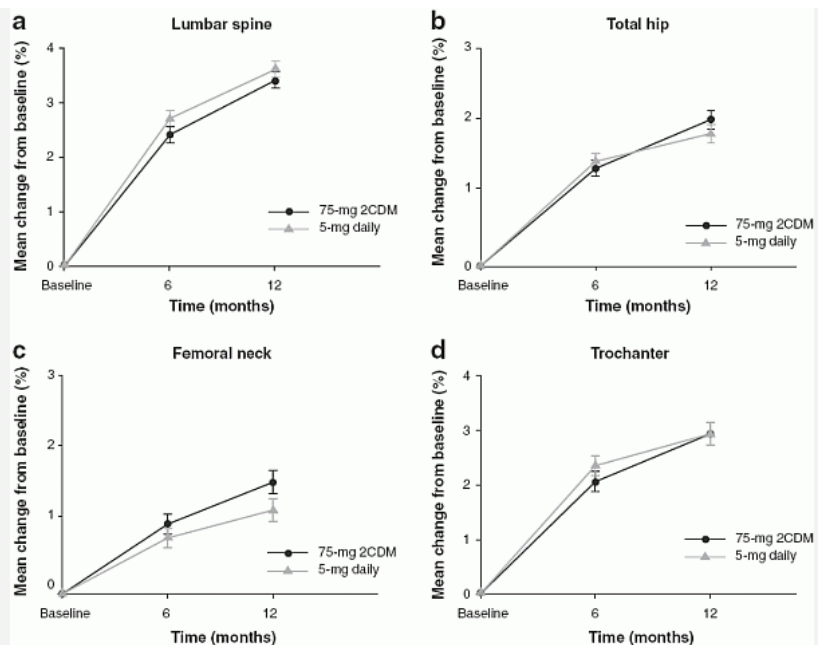 a
Lumbar spine
Mean change from baseline (%)
4
3
2
1
0
75-mg 2CDM
5-mg daily
Baseline 6 12
Time (months)
b
Total hip
Mean change from baseline (%)
3
2
1
0
75-mg 2CDM
5-mg daily
Baseline 6 12
Time (months)
c
Femoral neck
Mean change from baseline (%)
3
2
1
0
75-mg 2CDM
5-mg daily
Baseline 6 12
Time (months)
d
Trochanter
Mean change from baseline (%)
4
3
2
1
0
75-mg 2CDM
5-mg daily
Baseline 6 12
Time (months)